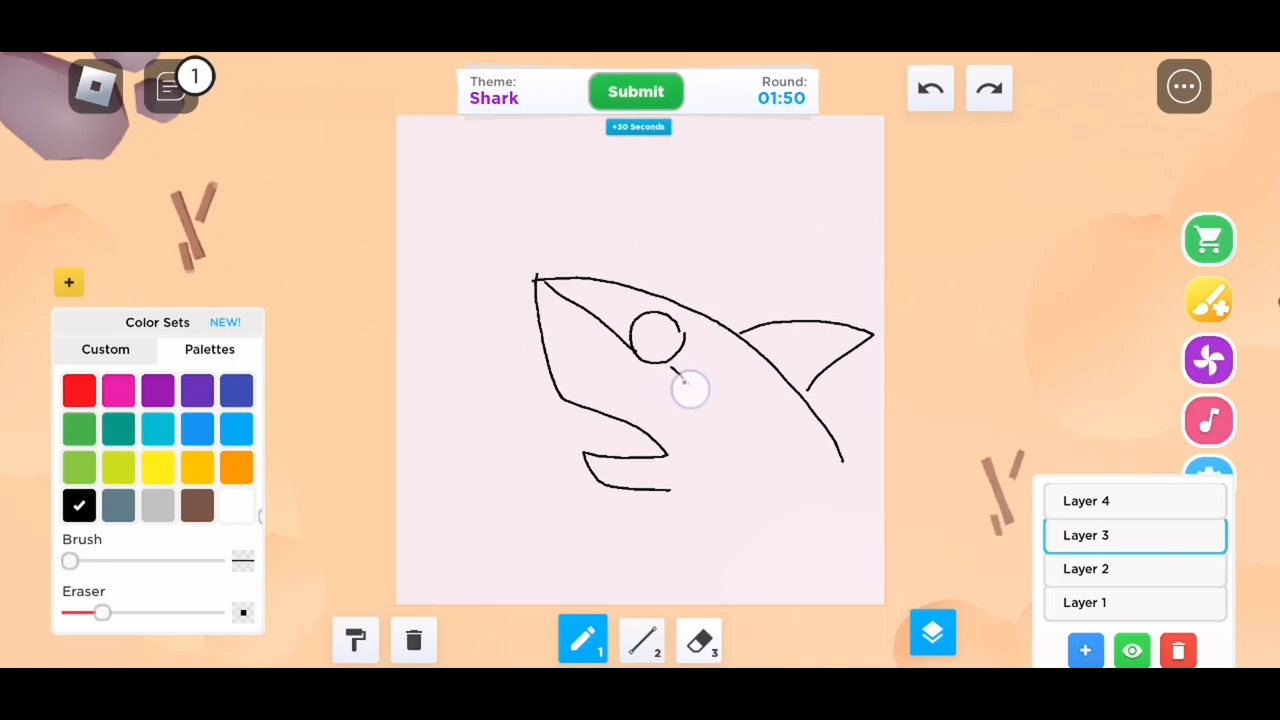 1
Theme:
Shark
Submit
Round:
01:50
+30 Seconds
+
Color Sets NEW!
Custom Palettes
Brush
Eraser
Layer 4
Layer 3
Layer 2
Layer 1
1
2
3
+